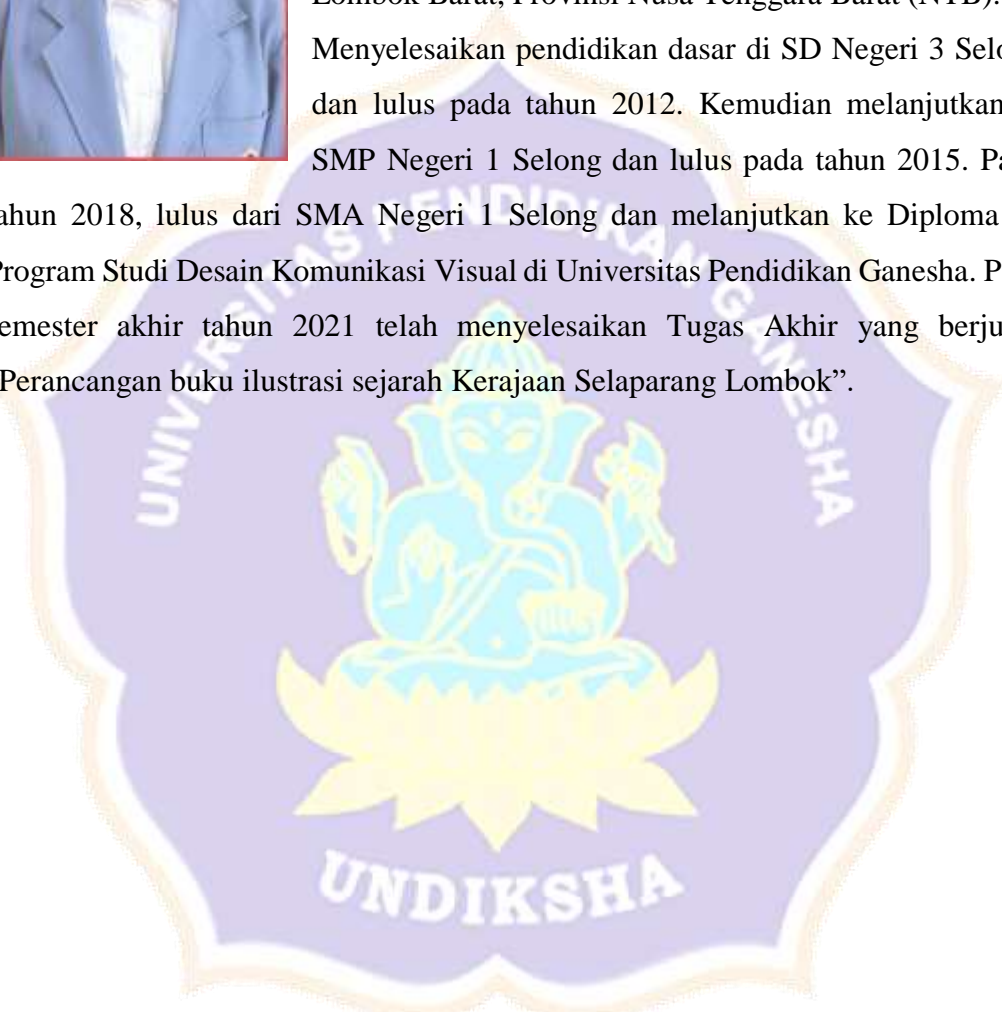 Lombok Barat, Provinsi Nusa Tenggara Barat (NTB).
Menyelesaikan pendidikan dasar di SD Negeri 3
dan lulus pada tahun 2012. Kemudian melanjutkan
SMP Negeri 1 Selong dan lulus pada tahun 2015.
2018, lulus dari SMA Negeri 1 Selong dan melanjutkan ke Diploma
Program Studi Desain Komunikasi Visual di Universitas Pendidikan Ganesha.
akhir tahun 2021 telah menyelesaikan Tugas Akhir yang
Perancangan buku ilustrasi sejarah Kerajaan Selaparang Lombok”.
UNIVERSITAS PENDIDIKAN GANESHA
UNDIKSHA